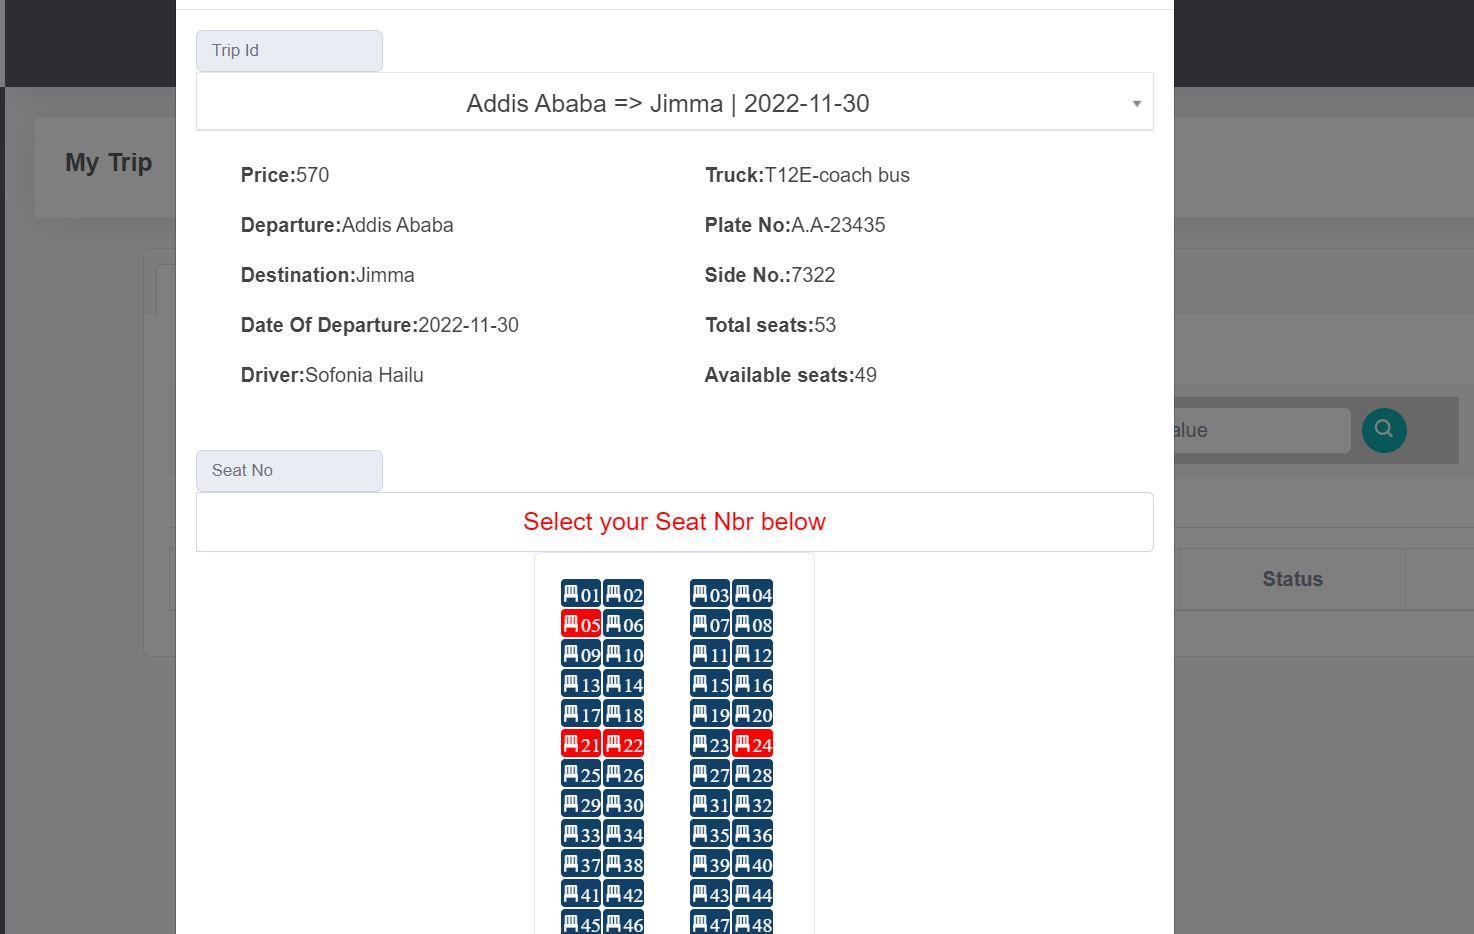 Trip Id
Addis Ababa => Jimma | 2022-11-30
My Trip
Price:570
Truck:T12E-coach bus
Departure:Addis Ababa
Plate No:A.A-23435
Destination:Jimma
Side No.:7322
Date Of Departure:2022-11-30
Total seats:53
Driver:Sofonia Hailu
Available seats:49
alue
Seat No
Select your Seat Nbr below
Status
01 02 03 04
05 06 07 08
09 10 11 12
13 14 15 16
17 18 19 20
21 22 23 24
25 26 27 28
29 30 31 32
33 34 35 36
37 38 39 40
41 42 43 44
45 46 47 48